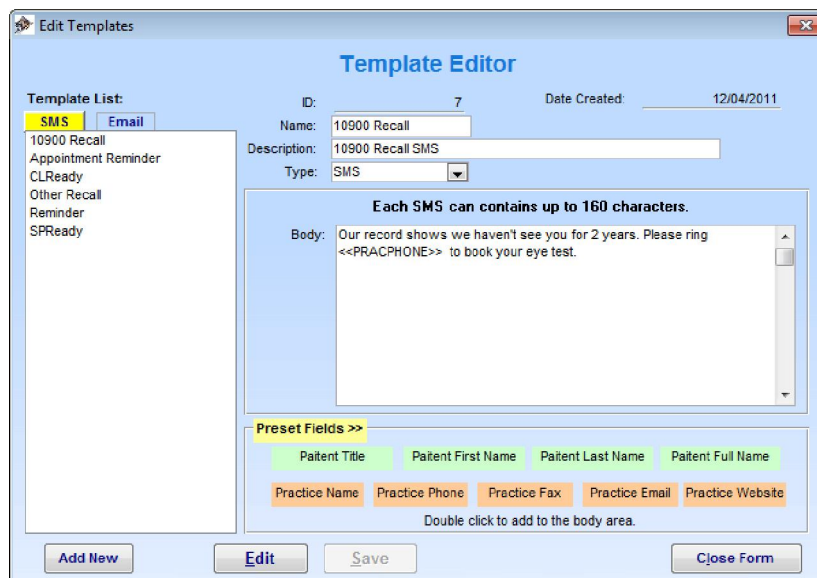 Edit Templates
Template Editor
Template List:
SMS Email
10900 Recall
Appointment Reminder
CLReady
Other Recall
Reminder
SPReady
ID: 7 Date Created: 12/04/2011
Name: 10900 Recall
Description: 10900 Recall SMS
Type: SMS
Each SMS can contains up to 160 characters.
Body: Our record shows we haven't see you for 2 years. Please ring
<<PRACPHONE>> to book your eye test.
Preset Fields >>
Paitent Title Paitent First Name Paitent Last Name Paitent Full Name
Practice Name Practice Phone Practice Fax Practice Email Practice Website
Double click to add to the body area.
Add New Edit Save Close Form